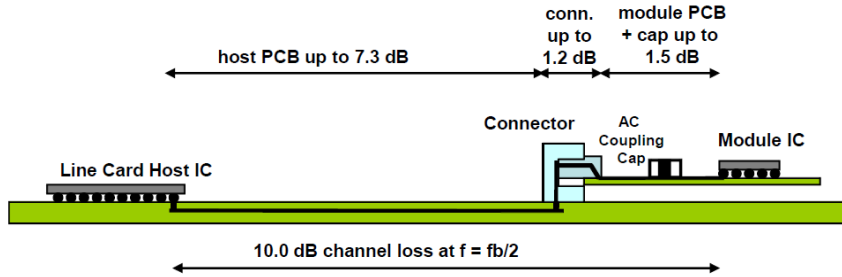 conn.
up to
1.2 dB
module PCB
+ cap up to
1.5 dB
host PCB up to 7.3 dB
Connector
AC
Coupling
Cap
Module IC
Line Card Host IC
10.0 dB channel loss at f = fb/2